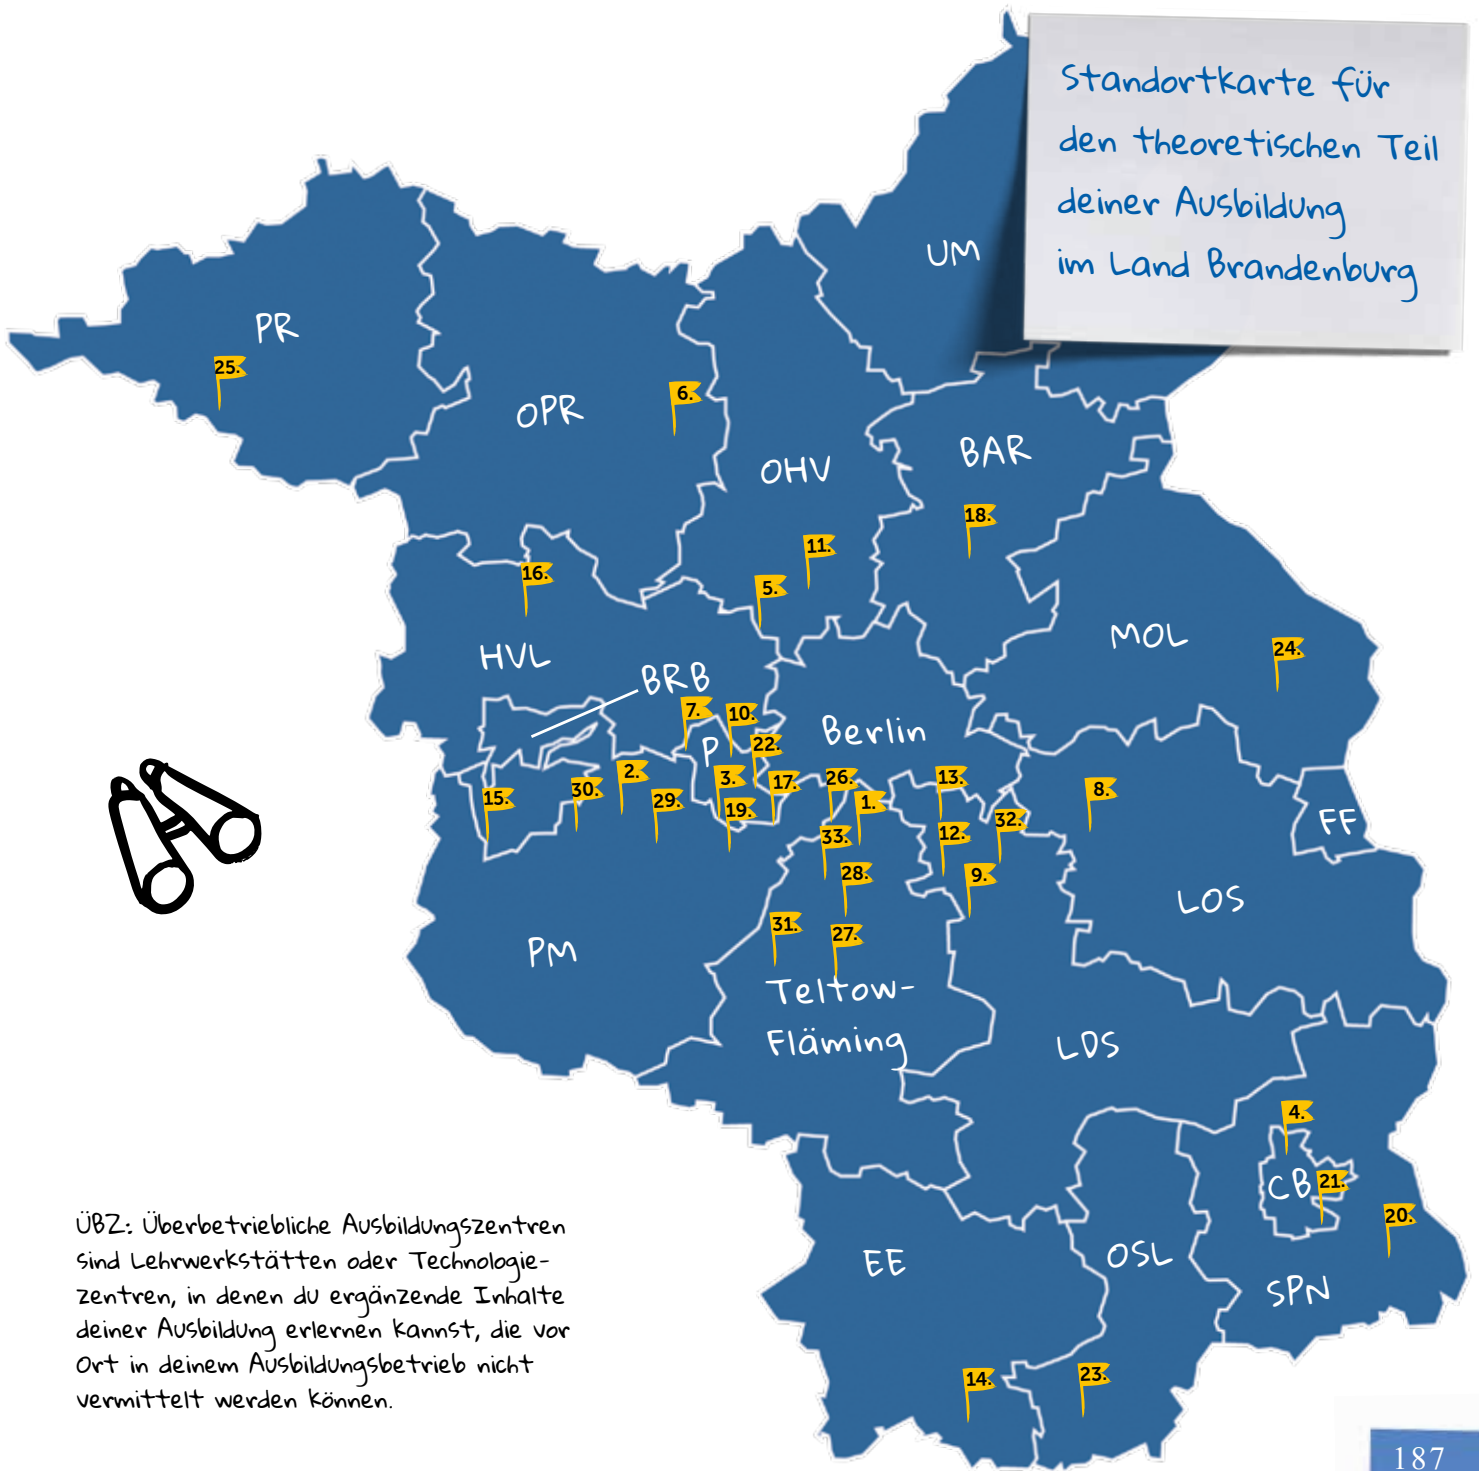 Standortkarte für
den theoretischen Teil
deiner Ausbildung
im Land Brandenburg
UM
PR
25.
OPR
6.
OHV
BAR
18.
11.
5.
16.
HVL
MOL
24.
BRB
7.
10.
P
22.
Berlin
2.
3.
17.
26.
13.
8.
15.
30.
29.
19.
1.
32.
FF
33.
12.
28.
9.
LOS
31.
27.
PM
Teltow-
Fläming
LDS
4.
CB
21.
20.
EE
OSL
SPN
14.
23.
ÜBZ: Überbetriebliche Ausbildungszentren
sind Lehrwerkstätten oder Technologie-
zentren, in denen du ergänzende Inhalte
deiner Ausbildung erlernen kannst, die vor
Ort in deinem Ausbildungsbetrieb nicht
vermittelt werden können.
187